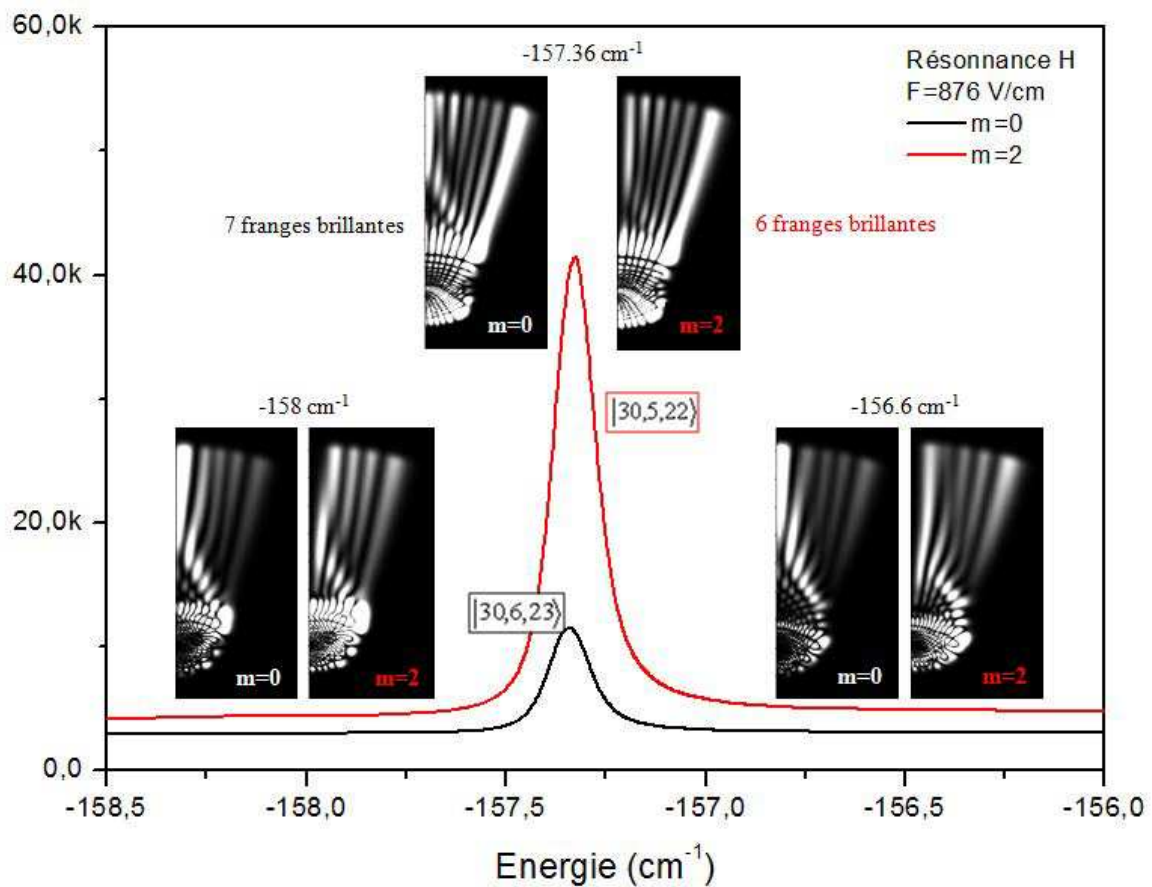 60,0k
-157.36 cm-1
Résonnance H
F=876 V/cm
m=0
m=2
7 franges brillantes
6 franges brillantes
m=0
m=2
40,0k
|30,5,22⟩
-158 cm-1
-156.6 cm-1
20,0k
|30,6,23⟩
m=0
m=2
m=0
m=2
0,0
-158,5
-158,0
-157,5
-157,0
-156,5
-156,0
Energie (cm-1)